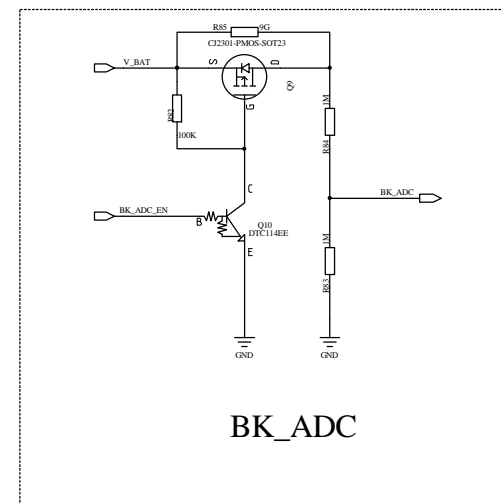 R85 9G
CJ2301-PMOS-SOT23
V_BAT
S
D
Q9
G
R82
100K
1M
R84
BK_ADC
C
BK_ADC_EN
B
Q10
DTC114EE
E
1M
R83
GND
GND
BK_ADC